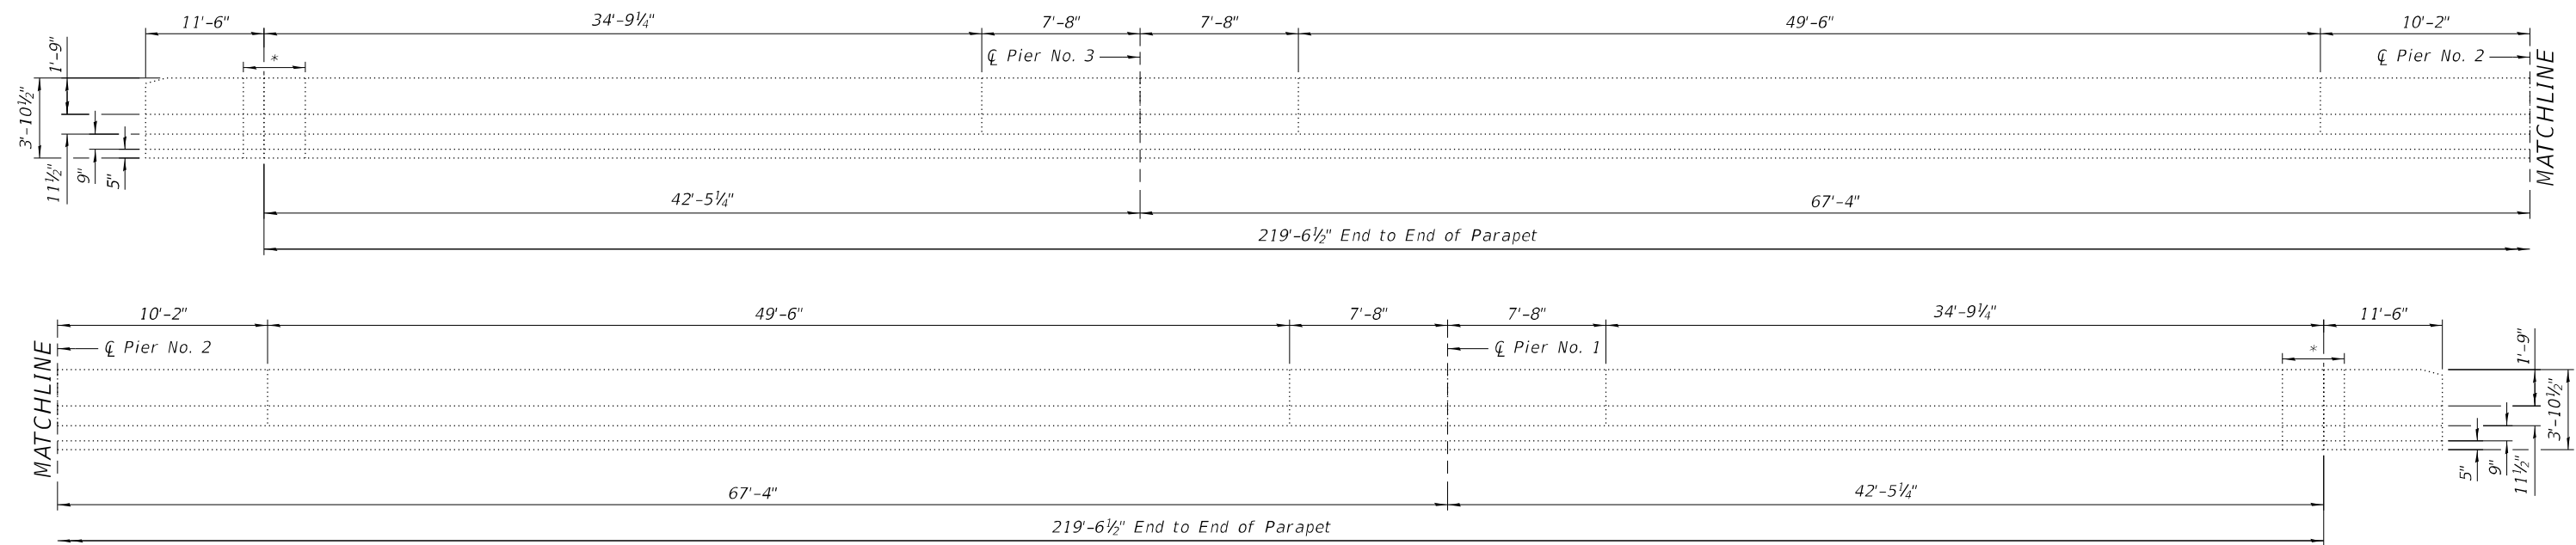 11'-6" 34'-9¼" 7'-8" 7'-8" 49'-6" 10'-2"
℄ Pier No. 3 ℄ Pier No. 2
*
1'-9"
3'-10½"
11½"
9"
5"
MATCHLINE
42'-5¼" 67'-4"
219'-6½" End to End of Parapet
10'-2" 49'-6" 7'-8" 7'-8" 34'-9¼" 11'-6"
℄ Pier No. 2 ℄ Pier No. 1
*
MATCHLINE
1'-9"
3'-10½"
5"
9"
11½"
67'-4" 42'-5¼"
219'-6½" End to End of Parapet